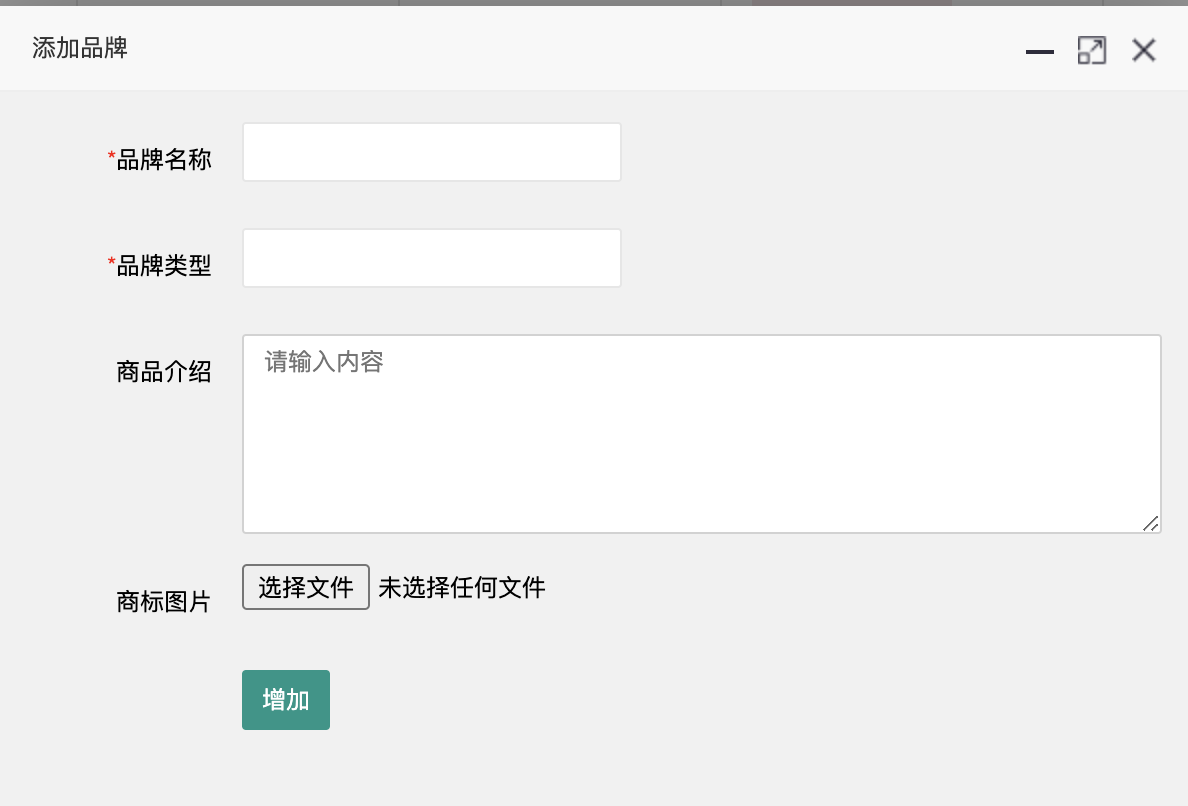 添加品牌
*品牌名称
*品牌类型
商品介绍 请输入内容
商标图片 选择文件 未选择任何文件
增加